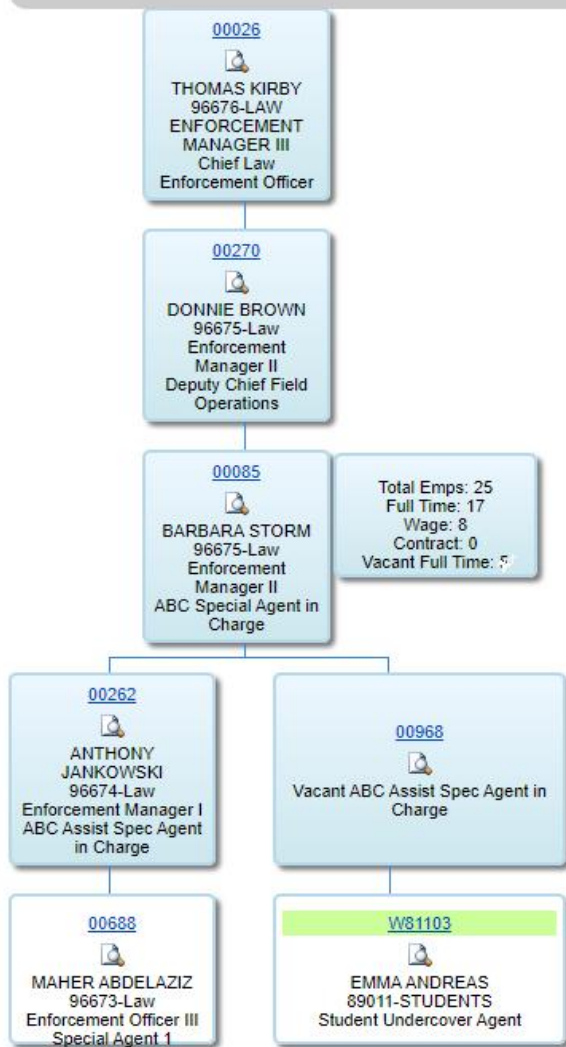 00026
THOMAS KIRBY
96676-LAW
ENFORCEMENT
MANAGER III
Chief Law
Enforcement Officer
00270
DONNIE BROWN
96675-Law
Enforcement
Manager II
Deputy Chief Field
Operations
00085
BARBARA STORM
96675-Law
Enforcement
Manager II
ABC Special Agent in
Charge
Total Emps: 25
Full Time: 17
Wage: 8
Contract: 0
Vacant Full Time:
00262
ANTHONY
JANKOWSKI
96674-Law
Enforcement Manager I
ABC Assist Spec Agent
in Charge
00968
Vacant ABC Assist Spec Agent in
Charge
00688
MAHER ABDELAZIZ
96673-Law
Enforcement Officer III
Special Agent 1
W81103
EMMA ANDREAS
89011-STUDENTS
Student Undercover Agent